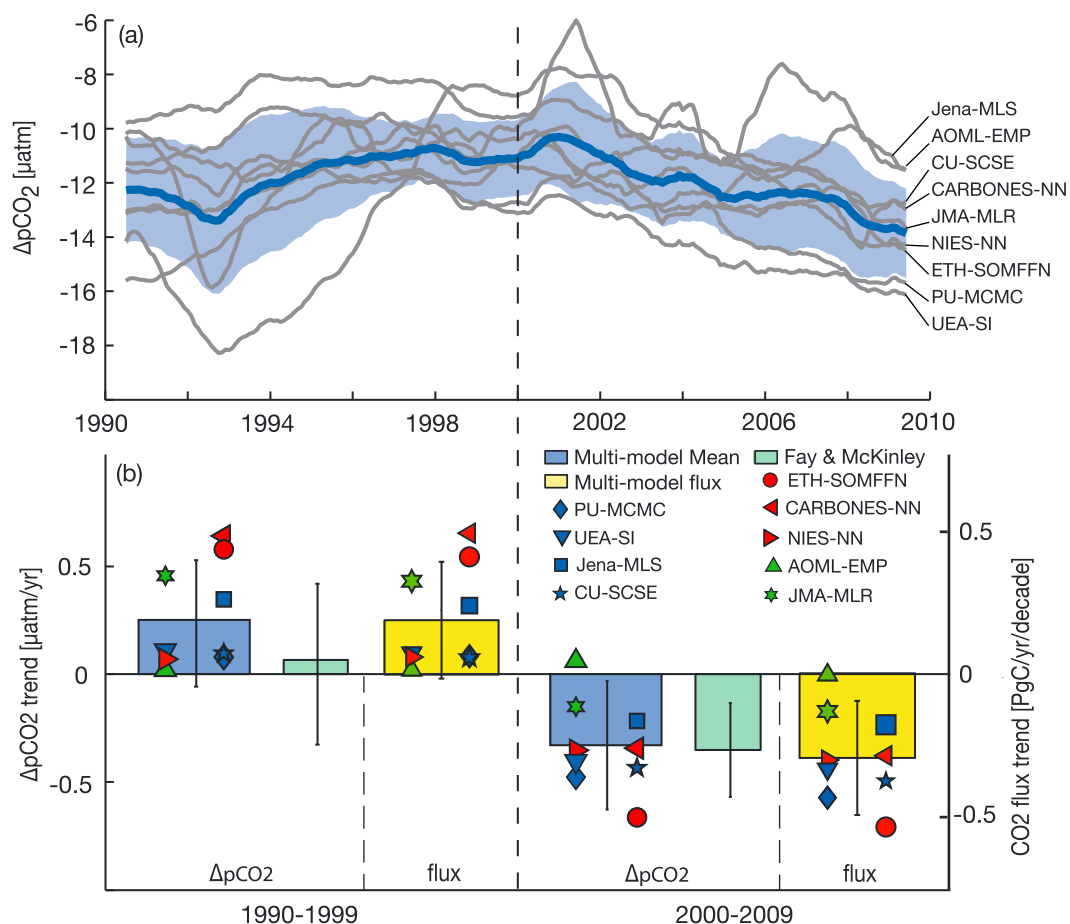 (a)
ΔpCO2 [µatm]
-6
-8
-10
-12
-14
-16
-18
1990
1994
1998
2002
2006
2010
Jena-MLS
AOML-EMP
CU-SCSE
CARBONES-NN
JMA-MLR
NIES-NN
ETH-SOMFFN
PU-MCMC
UEA-SI
(b)
ΔpCO2 trend [µatm/yr]
0.5
0
-0.5
Multi-model Mean
Multi-model flux
PU-MCMC
UEA-SI
Jena-MLS
CU-SCSE
Fay & McKinley
ETH-SOMFFN
CARBONES-NN
NIES-NN
AOML-EMP
JMA-MLR
0.5
0
-0.5
CO2 flux trend [PgC/yr/decade]
ΔpCO2
flux
ΔpCO2
flux
1990-1999
2000-2009